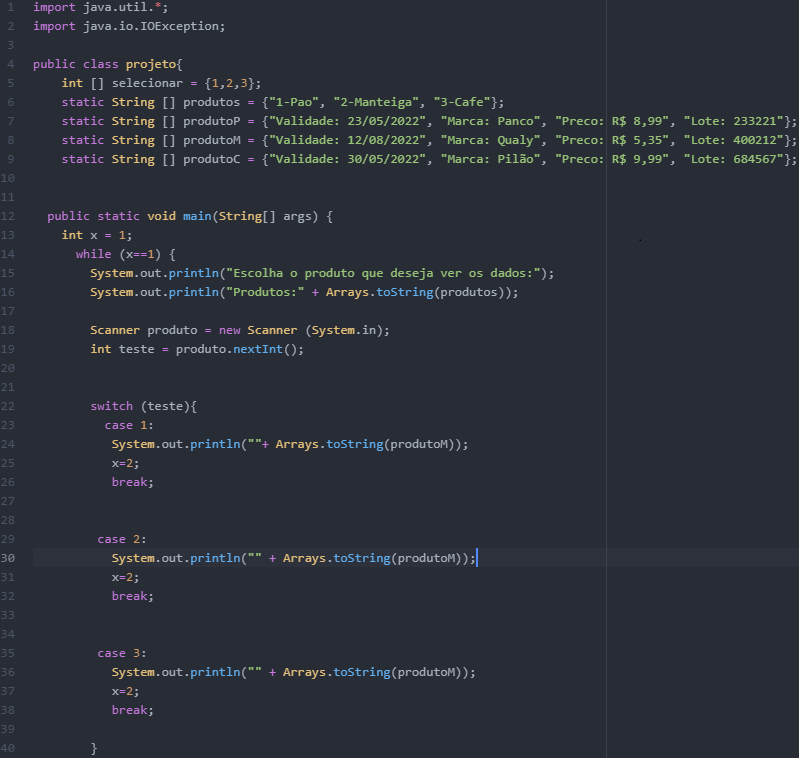 1 import java.util.*;
2 import java.io.IOException;
3
4 public class projeto{
5 int [] selecionar = {1,2,3};
6 static String [] produtos = {"1-Pao", "2-Manteiga", "3-Cafe"};
7 static String [] produtoP = {"Validade: 23/05/2022", "Marca: Panco", "Preco: R$ 8,99", "Lote: 233221"};
8 static String [] produtoM = {"Validade: 12/08/2022", "Marca: Qualy", "Preco: R$ 5,35", "Lote: 400212"};
9 static String [] produtoC = {"Validade: 30/05/2022", "Marca: Pilão", "Preco: R$ 9,99", "Lote: 684567"};
10
11
12 public static void main(String[] args) {
13 int x = 1;
14 while (x==1) {
15 System.out.println("Escolha o produto que deseja ver os dados:");
16 System.out.println("Produtos:" + Arrays.toString(produtos));
17
18 Scanner produto = new Scanner (System.in);
19 int teste = produto.nextInt();
20
21
22 switch (teste){
23 case 1:
24 System.out.println(""+ Arrays.toString(produtoM));
25 x=2;
26 break;
27
28
29 case 2:
30 System.out.println("" + Arrays.toString(produtoM));
31 x=2;
32 break;
33
34
35 case 3:
36 System.out.println("" + Arrays.toString(produtoM));
37 x=2;
38 break;
39
40 }